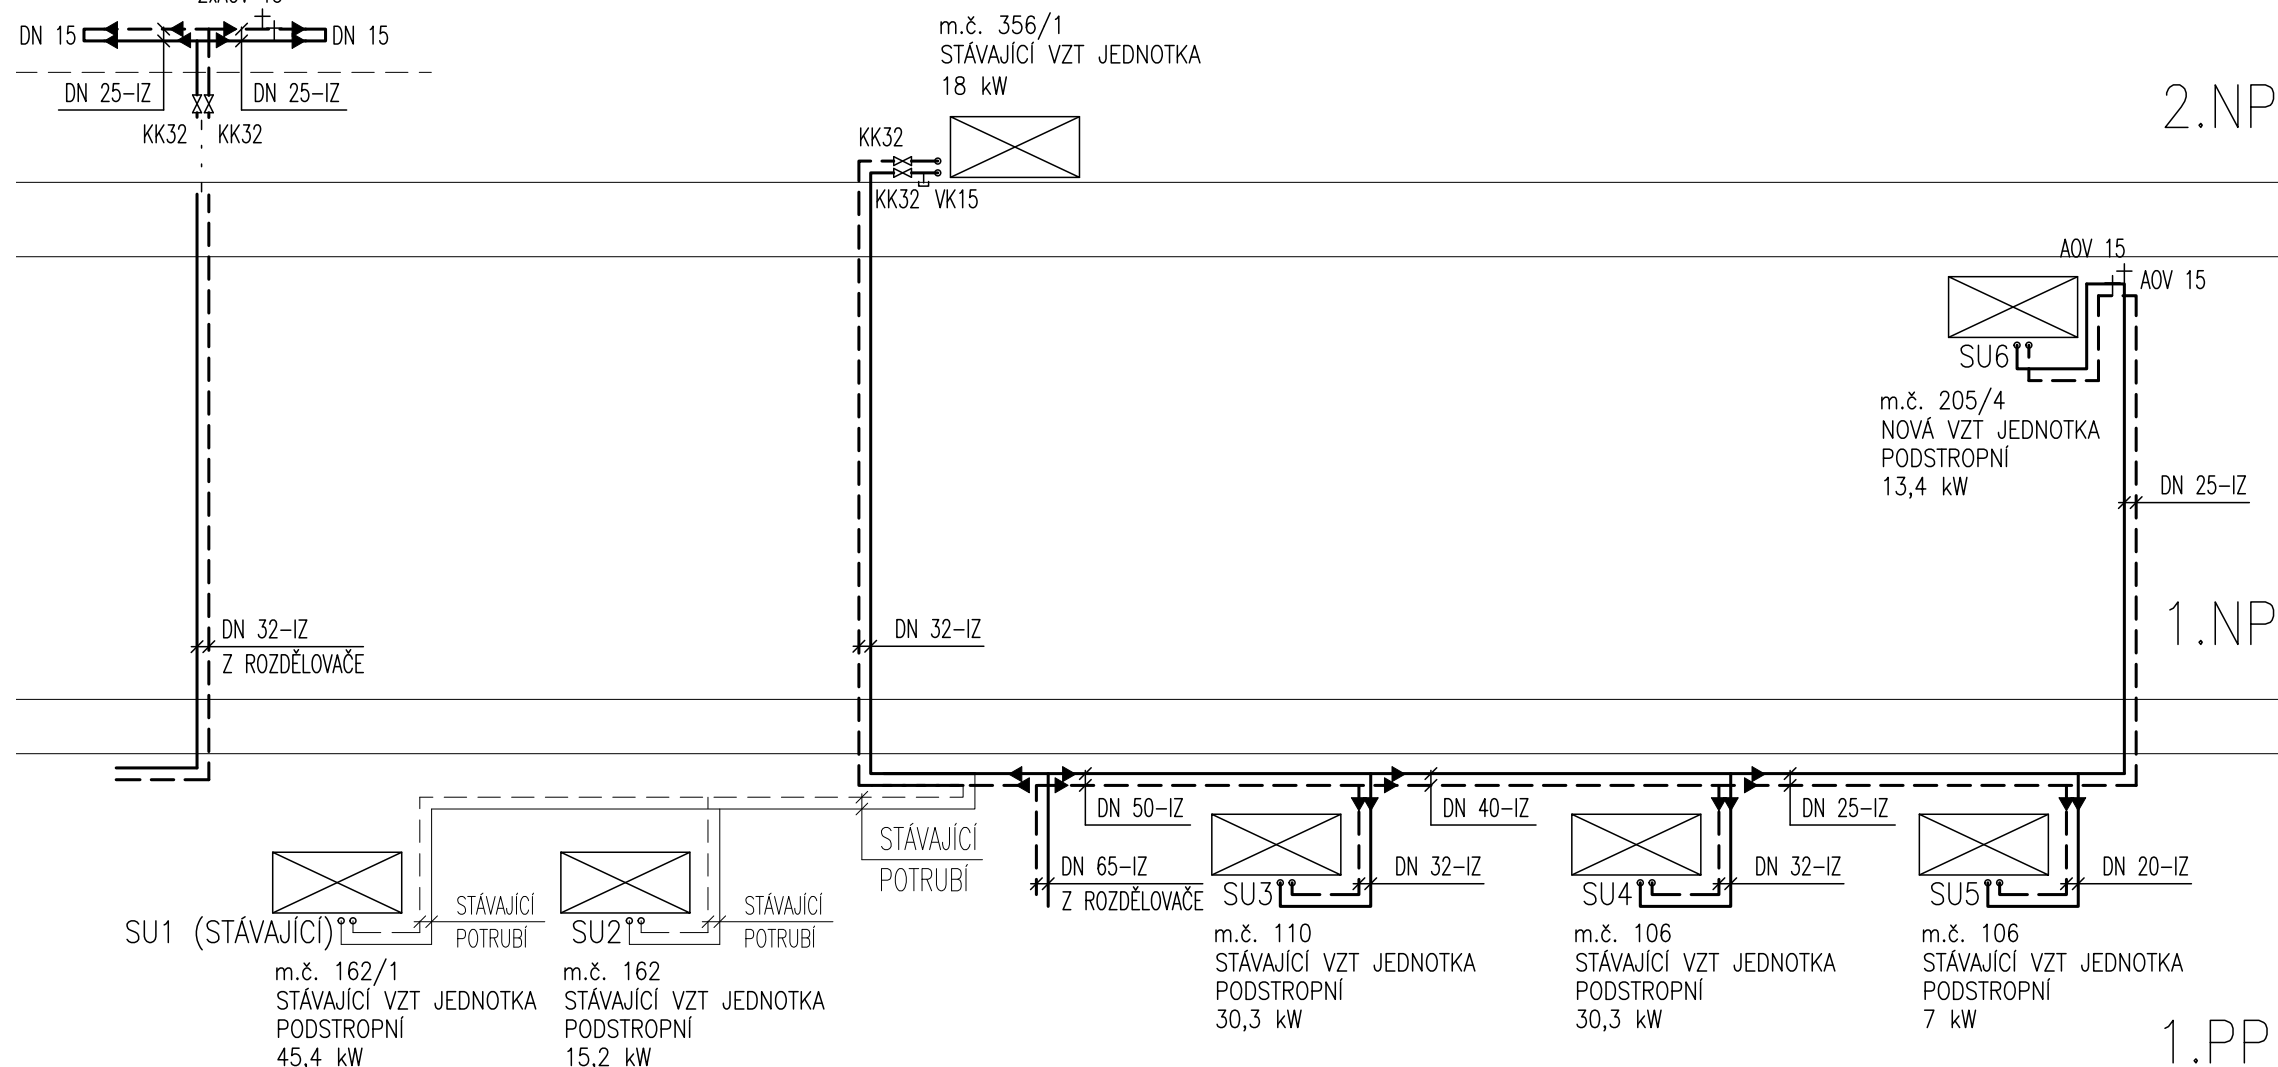 DN 15
DN 15
DN 25-IZ
DN 25-IZ
KK32
KK32
m.č. 356/1
STÁVAJÍCÍ VZT JEDNOTKA
18 kW
2.NP
KK32
KK32 VK15
AOV 15
AOV 15
SU6
m.č. 205/4
NOVÁ VZT JEDNOTKA
PODSTROPNÍ
13,4 kW
DN 25-IZ
DN 32-IZ
Z ROZDĚLOVAČE
DN 32-IZ
1.NP
DN 50-IZ
DN 40-IZ
DN 25-IZ
STÁVAJÍCÍ
POTRUBÍ
DN 65-IZ
Z ROZDĚLOVAČE
DN 32-IZ
DN 32-IZ
DN 20-IZ
SU1 (STÁVAJÍCÍ)
STÁVAJÍCÍ
POTRUBÍ
SU2
STÁVAJÍCÍ
POTRUBÍ
SU3
SU4
SU5
m.č. 162/1
STÁVAJÍCÍ VZT JEDNOTKA
PODSTROPNÍ
45,4 kW
m.č. 162
STÁVAJÍCÍ VZT JEDNOTKA
PODSTROPNÍ
15,2 kW
m.č. 110
STÁVAJÍCÍ VZT JEDNOTKA
PODSTROPNÍ
30,3 kW
m.č. 106
STÁVAJÍCÍ VZT JEDNOTKA
PODSTROPNÍ
30,3 kW
m.č. 106
STÁVAJÍCÍ VZT JEDNOTKA
PODSTROPNÍ
7 kW
1.PP